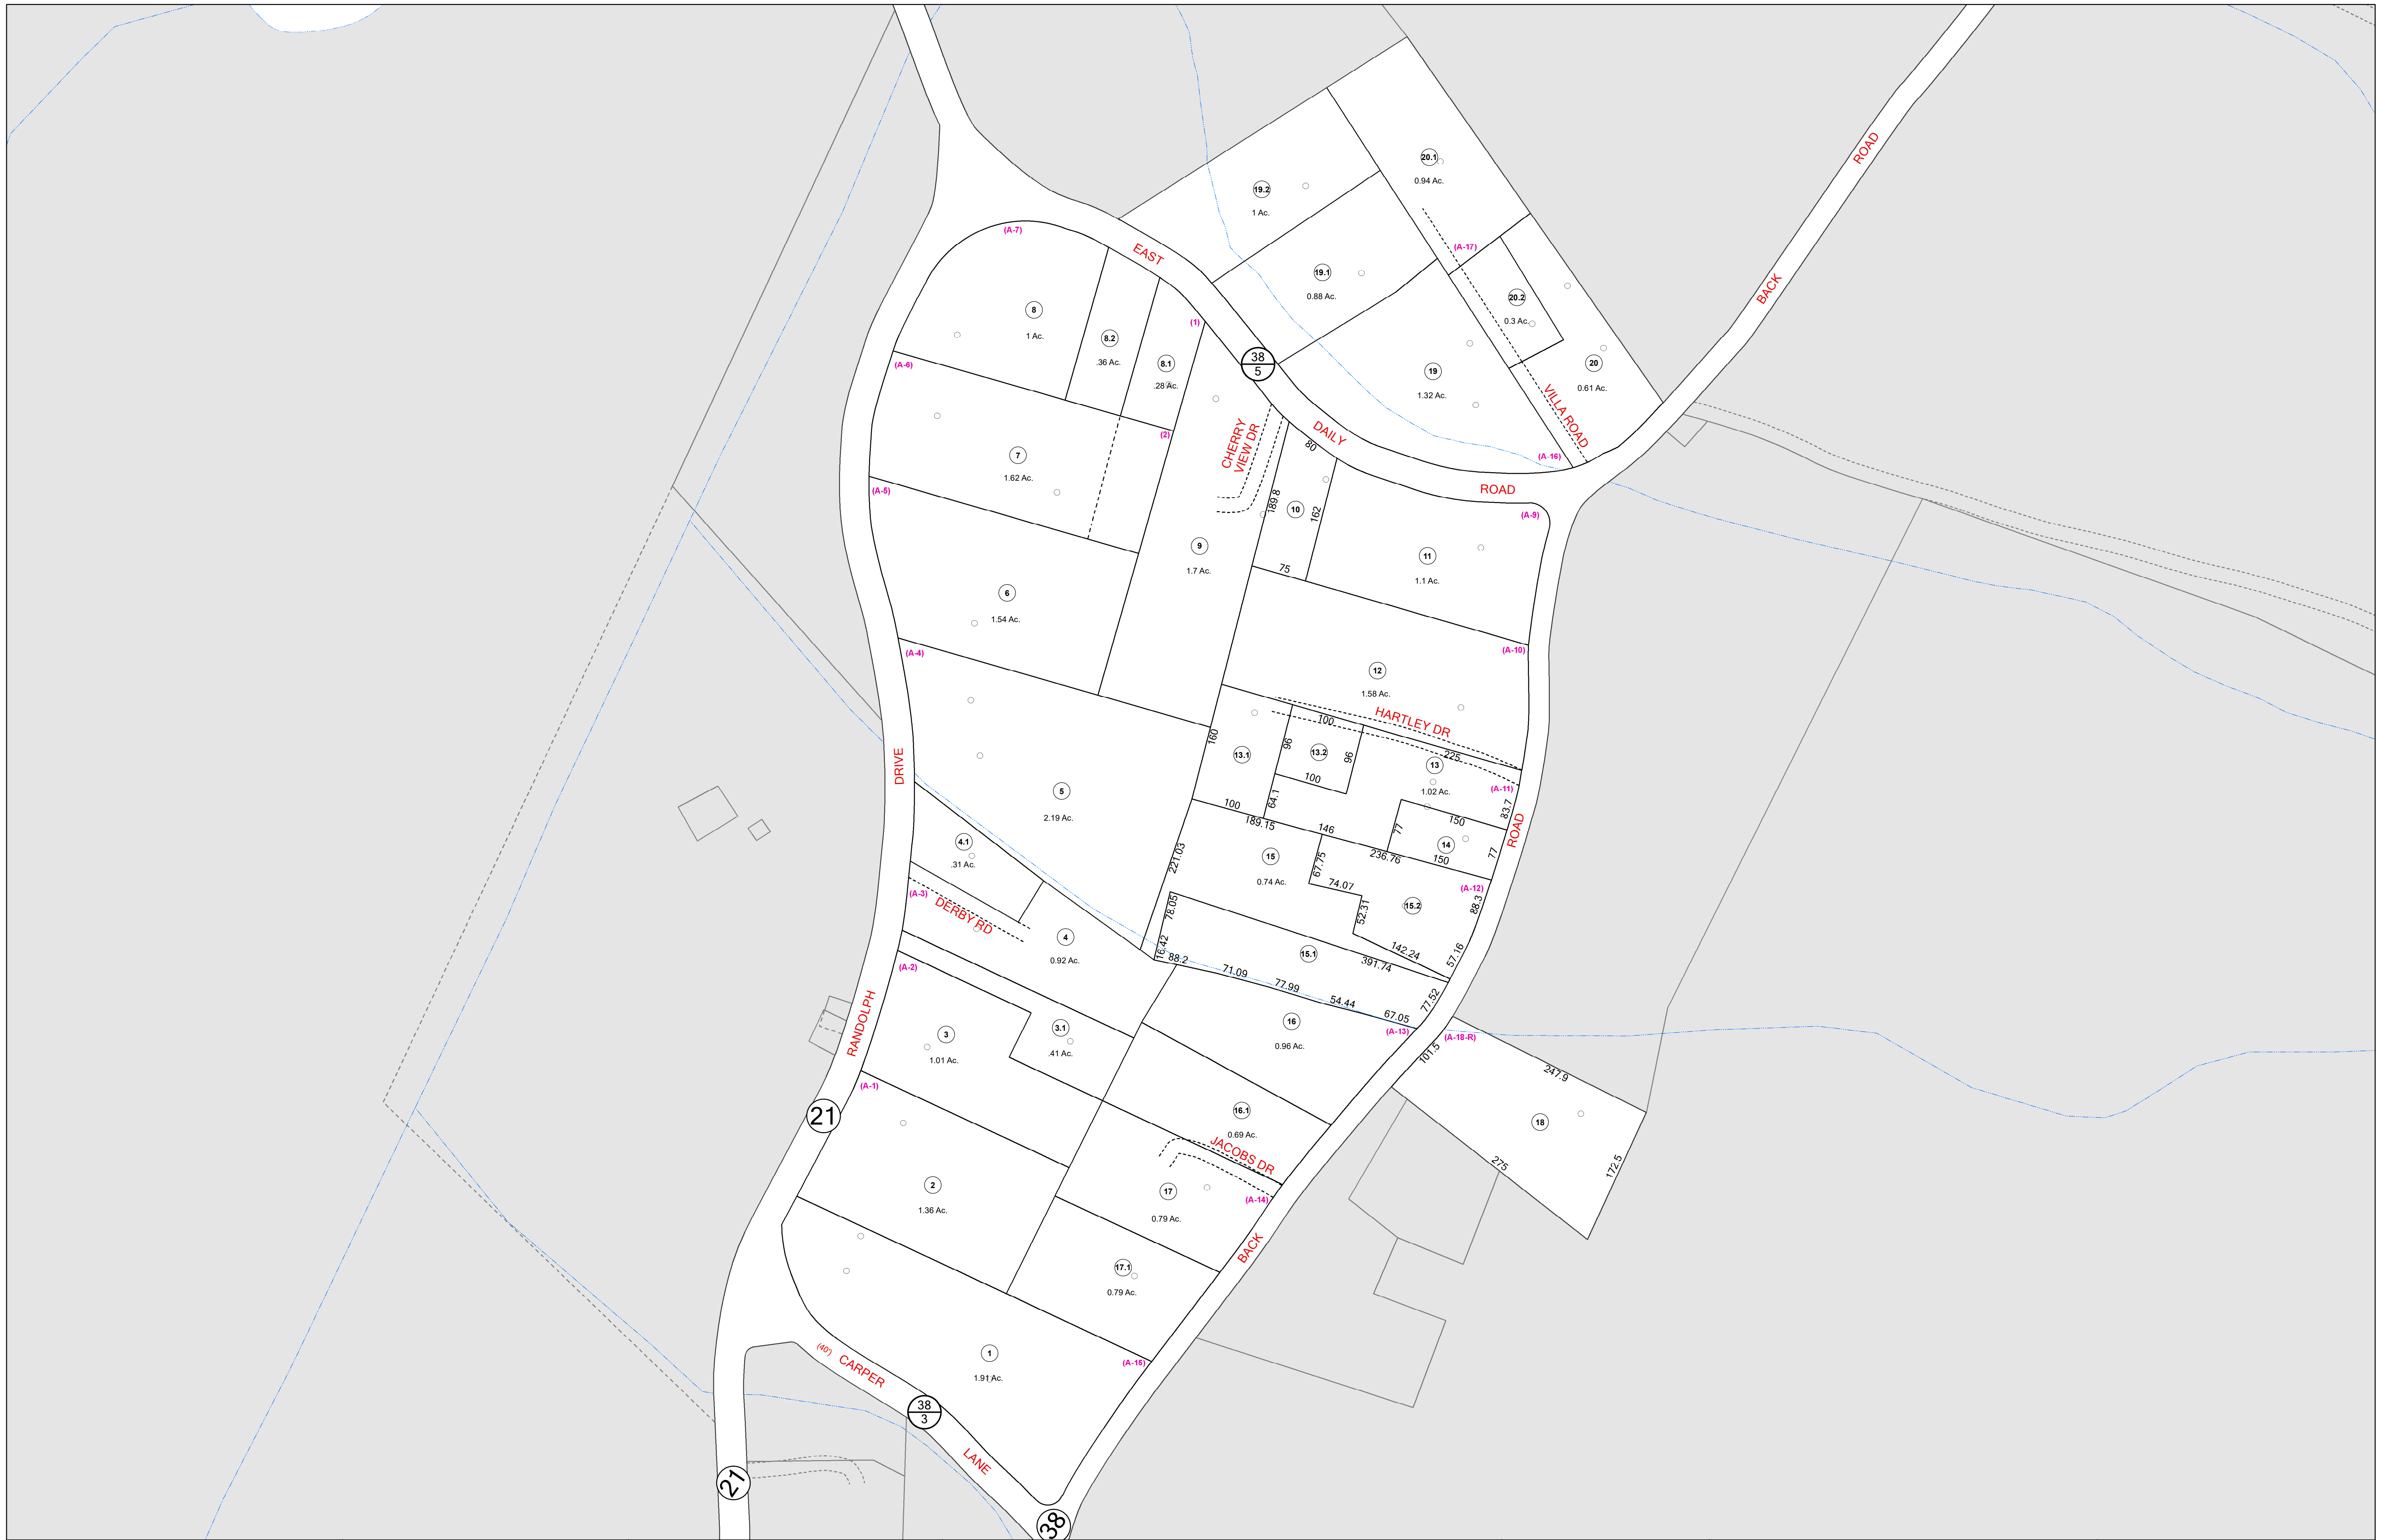 20.1
0.94 Ac.
19.2
1 Ac.
ROAD
(A-7)
EAST
(A-17)
19.1
0.88 Ac.
BACK
20.2
0.3 Ac.
8
1 Ac.
8.2
.36 Ac.
(1)
8.1
.28 Ac.
38
5
(A-6)
19
1.32 Ac.
20
0.61 Ac.
VILLA ROAD
CHERRY
VIEW DR
DAILY
80
(2)
7
1.62 Ac.
(A-16)
(A-5)
ROAD
189.8
10
162
(A-9)
9
1.7 Ac.
11
1.1 Ac.
75
6
1.54 Ac.
(A-4)
(A-10)
12
1.58 Ac.
HARTLEY DR
100
160
96
13.2
96
13.1
225
13
1.02 Ac.
DRIVE
100
(A-11)
5
2.19 Ac.
64.1
100
189.15
83.7
150
77
146
ROAD
4.1
.31 Ac.
14
77
221.03
15
0.74 Ac.
67.75
236.76
150
74.07
(A-12)
(A-3)
DERBY RD
78.05
52.31
15.2
88.3
4
0.92 Ac.
16.42
142.24
57.16
15.1
391.74
88.2
71.09
77.99
54.44
67.05
77.52
(A-2)
RANDOLPH
3
1.01 Ac.
3.1
.41 Ac.
16
0.96 Ac.
(A-13)
(A-18-R)
101.5
247.9
(A-1)
21
16.1
0.69 Ac.
18
JACOBS DR
275
172.5
2
1.36 Ac.
17
0.79 Ac.
(A-14)
BACK
17.1
0.79 Ac.
(40')
CARPER
1
1.91 Ac.
(A-15)
38
3
LANE
21
38